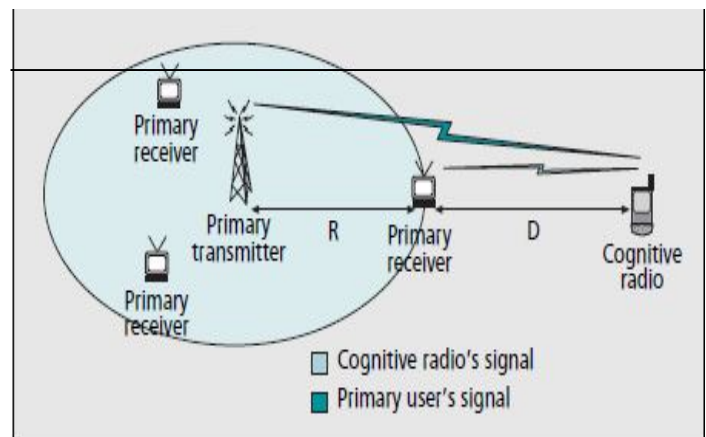 Primary
receiver
Primary
transmitter
R
Primary
receiver
D
Cognitive
radio
Primary
receiver
Cognitive radio's signal
Primary user's signal